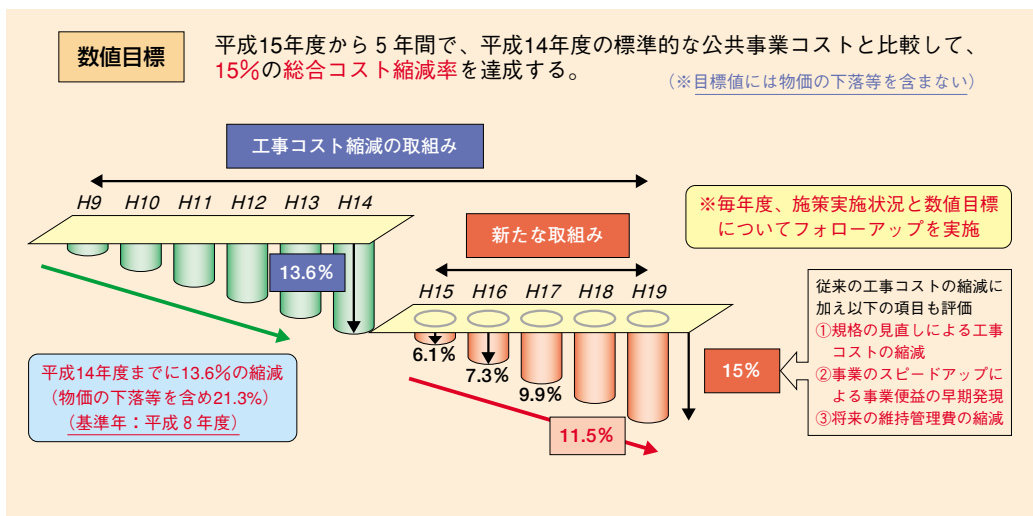 数値目標
平成15年度から5年間で、平成14年度の標準的な公共事業コストと比較して、
15％の総合コスト縮減率を達成する。
（※目標値には物価の下落等を含まない）
工事コスト縮減の取組み
H9 H10 H11 H12 H13 H14
※毎年度、施策実施状況と数値目標
についてフォローアップを実施
新たな取組み
13.6%
H15 H16 H17 H18 H19
6.1%
7.3%
9.9%
11.5%
15%
従来の工事コストの縮減に
加え以下の項目も評価
①規格の見直しによる工事
コストの縮減
②事業のスピードアップに
よる事業便益の早期発現
③将来の維持管理費の縮減
平成14年度までに13.6％の縮減
（物価の下落等を含め21.3％）
（基準年：平成8年度）